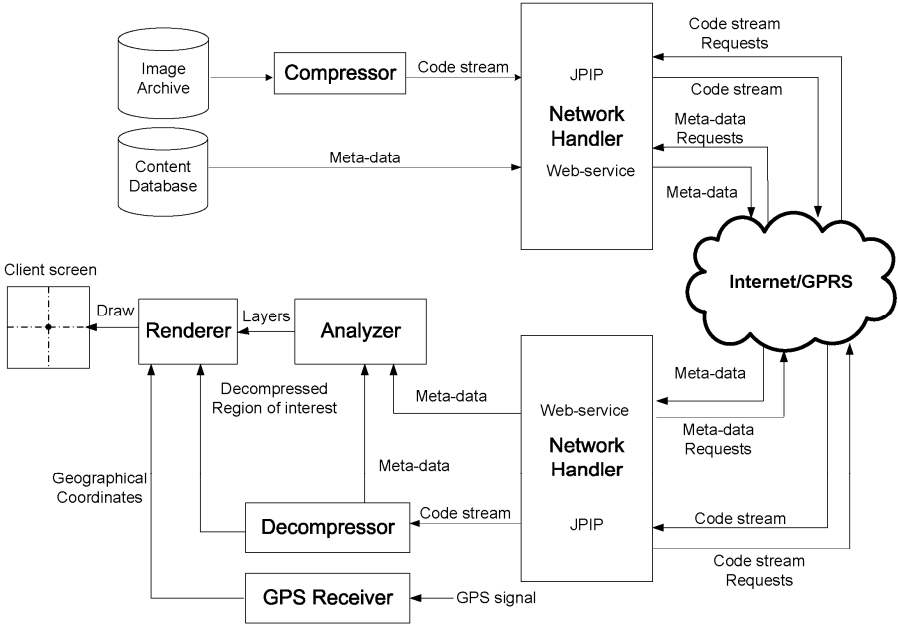 Image
Archive
Compressor
Code stream
JPIP
Network
Handler
Web-service
Code stream
Requests
Code stream
Meta-data
Requests
Meta-data
Content
Database
Meta-data
Internet/GPRS
Client screen
Draw
Renderer
Layers
Analyzer
Decompressed
Region of interest
Meta-data
Meta-data
Geographical
Coordinates
Decompressor
Code stream
GPS Receiver
GPS signal
Web-service
Network
Handler
JPIP
Meta-data
Meta-data
Requests
Code stream
Code stream
Requests